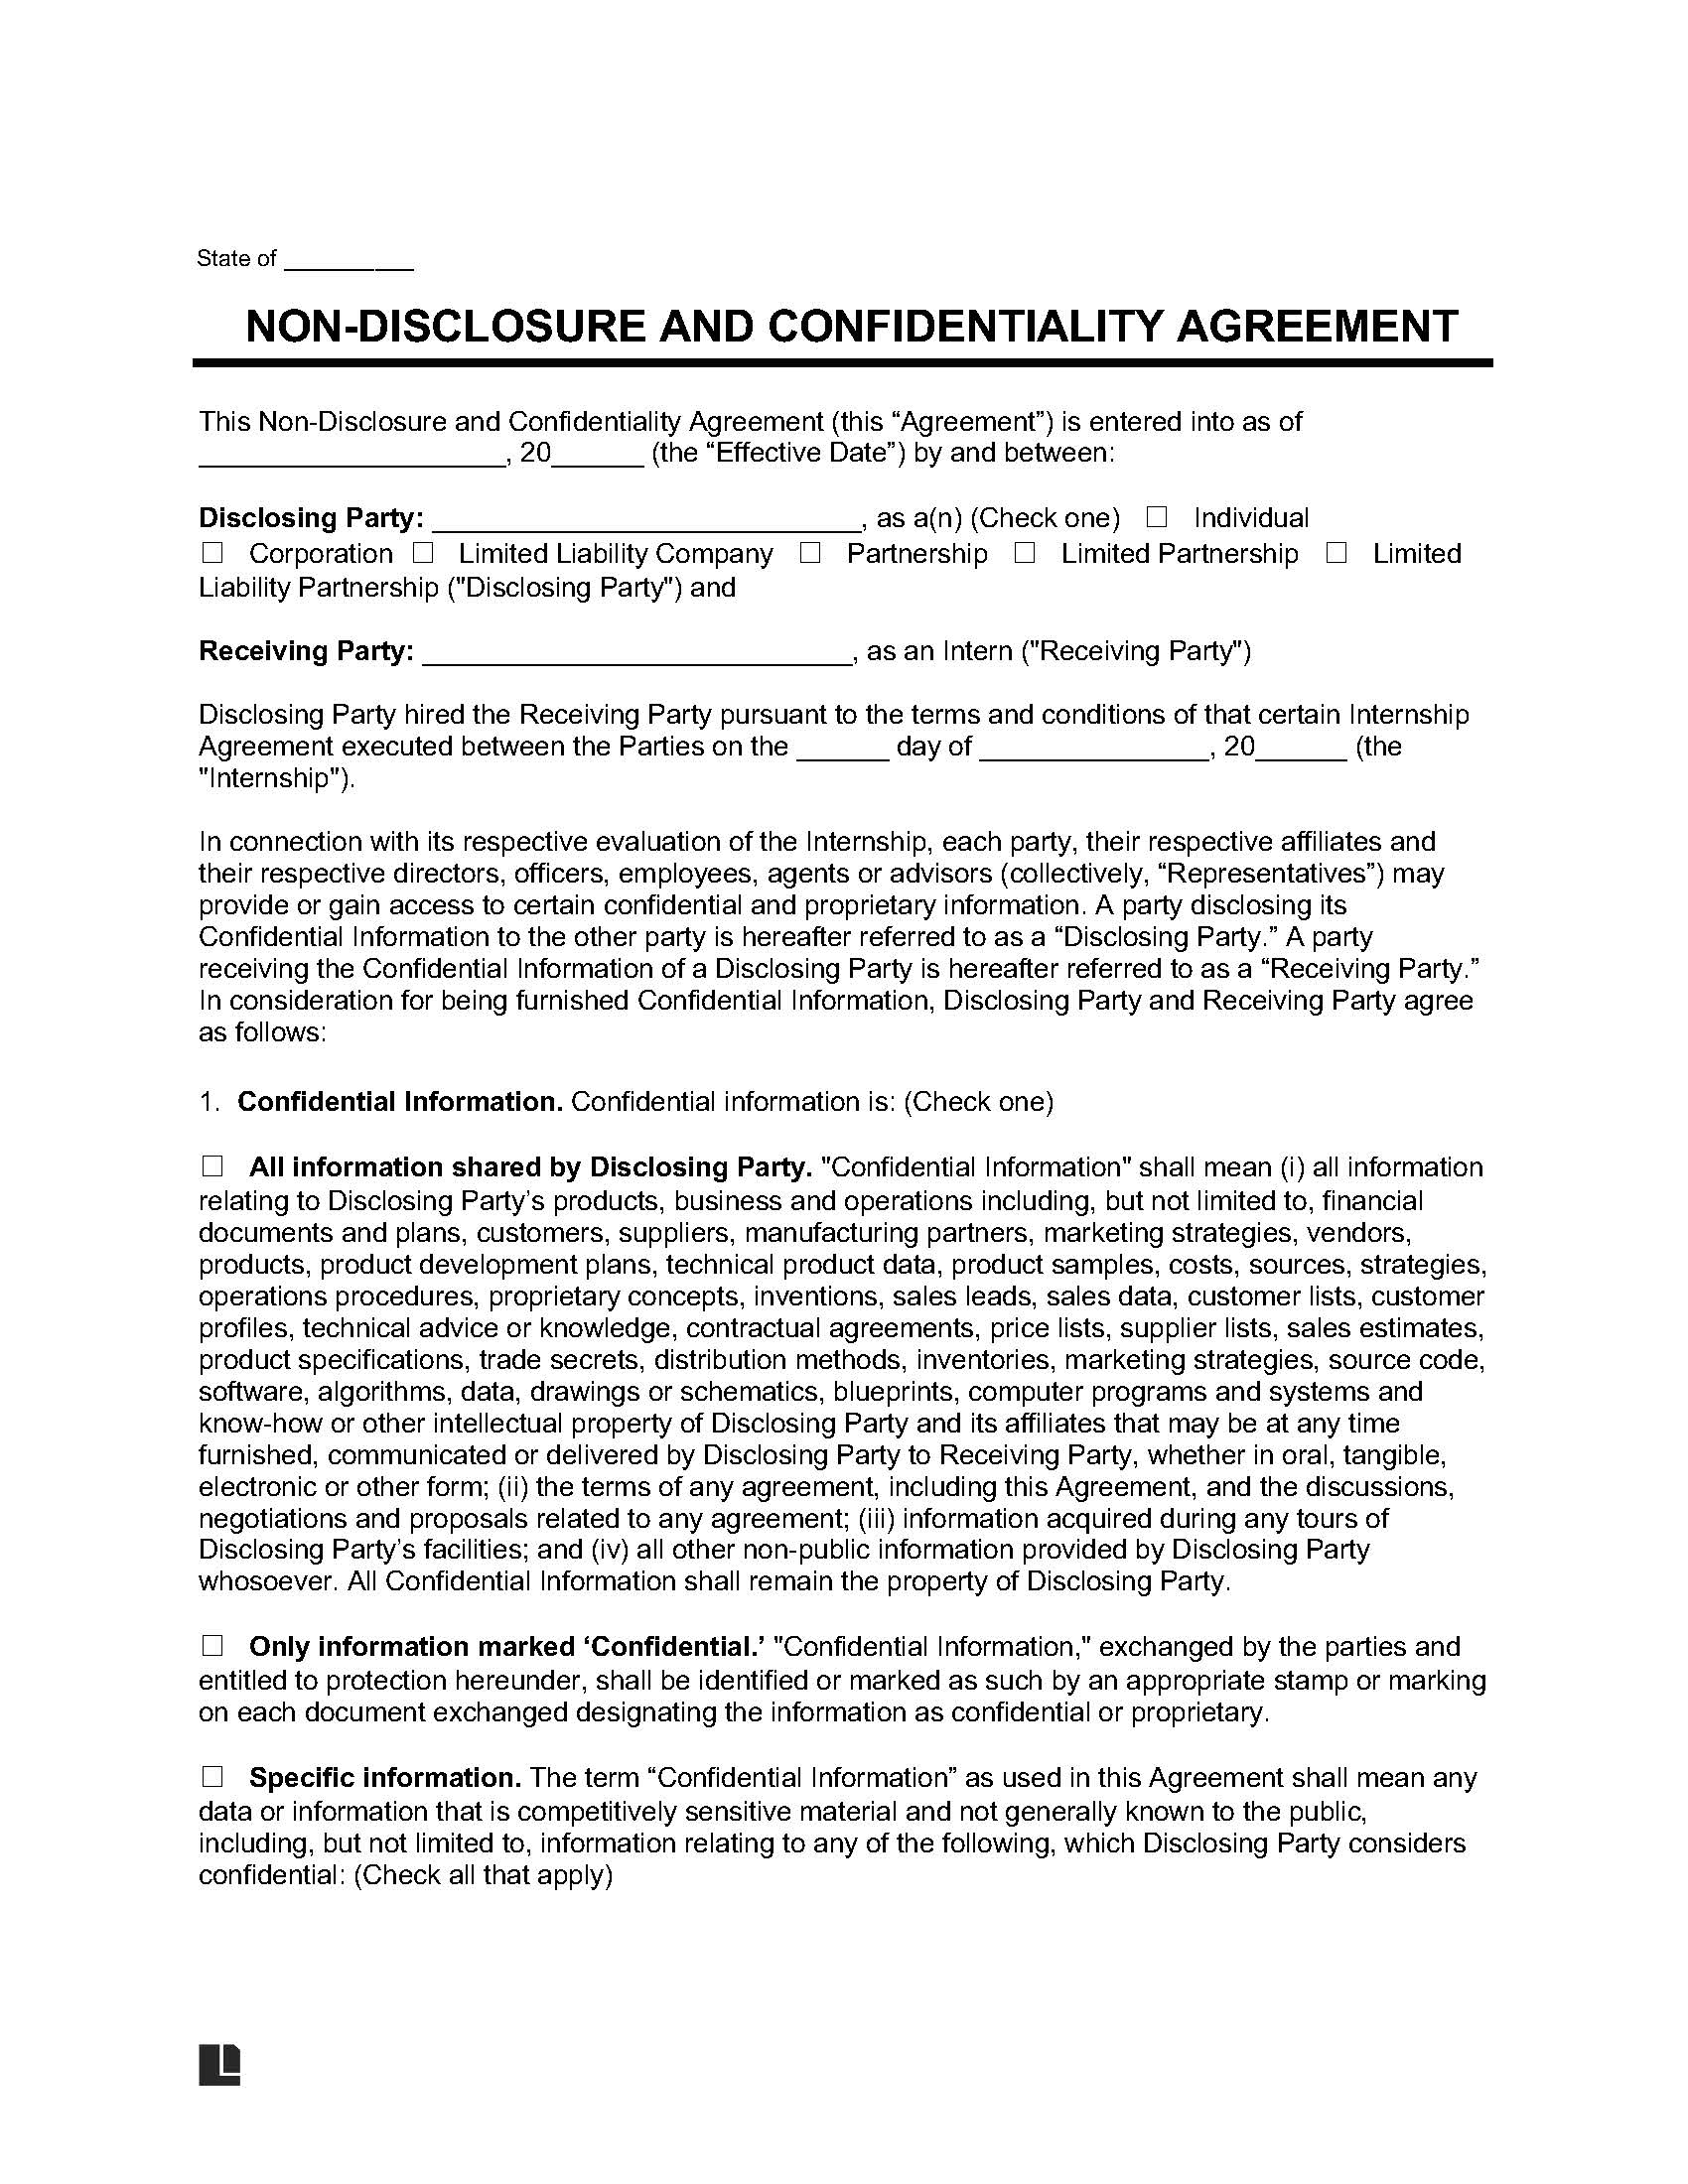 State of __________
NON-DISCLOSURE AND CONFIDENTIALITY AGREEMENT
This Non-Disclosure and Confidentiality Agreement (this “Agreement”) is entered into as of
____________________, 20______ (the “Effective Date”) by and between:
Disclosing Party: ____________________________, as a(n) (Check one) ☐ Individual
☐ Corporation ☐ Limited Liability Company ☐ Partnership ☐ Limited Partnership ☐ Limited
Liability Partnership ("Disclosing Party") and
Receiving Party: ____________________________, as an Intern ("Receiving Party")
Disclosing Party hired the Receiving Party pursuant to the terms and conditions of that certain Internship
Agreement executed between the Parties on the ______ day of _______________, 20______ (the
"Internship").
In connection with its respective evaluation of the Internship, each party, their respective affiliates and
their respective directors, officers, employees, agents or advisors (collectively, “Representatives”) may
provide or gain access to certain confidential and proprietary information. A party disclosing its
Confidential Information to the other party is hereafter referred to as a “Disclosing Party.” A party
receiving the Confidential Information of a Disclosing Party is hereafter referred to as a “Receiving Party.”
In consideration for being furnished Confidential Information, Disclosing Party and Receiving Party agree
as follows:
1. Confidential Information. Confidential information is: (Check one)
☐ All information shared by Disclosing Party. "Confidential Information" shall mean (i) all information
relating to Disclosing Party’s products, business and operations including, but not limited to, financial
documents and plans, customers, suppliers, manufacturing partners, marketing strategies, vendors,
products, product development plans, technical product data, product samples, costs, sources, strategies,
operations procedures, proprietary concepts, inventions, sales leads, sales data, customer lists, customer
profiles, technical advice or knowledge, contractual agreements, price lists, supplier lists, sales estimates,
product specifications, trade secrets, distribution methods, inventories, marketing strategies, source code,
software, algorithms, data, drawings or schematics, blueprints, computer programs and systems and
know-how or other intellectual property of Disclosing Party and its affiliates that may be at any time
furnished, communicated or delivered by Disclosing Party to Receiving Party, whether in oral, tangible,
electronic or other form; (ii) the terms of any agreement, including this Agreement, and the discussions,
negotiations and proposals related to any agreement; (iii) information acquired during any tours of
Disclosing Party’s facilities; and (iv) all other non-public information provided by Disclosing Party
whosoever. All Confidential Information shall remain the property of Disclosing Party.
☐ Only information marked ‘Confidential.’ "Confidential Information," exchanged by the parties and
entitled to protection hereunder, shall be identified or marked as such by an appropriate stamp or marking
on each document exchanged designating the information as confidential or proprietary.
☐ Specific information. The term “Confidential Information” as used in this Agreement shall mean any
data or information that is competitively sensitive material and not generally known to the public,
including, but not limited to, information relating to any of the following, which Disclosing Party considers
confidential: (Check all that apply)